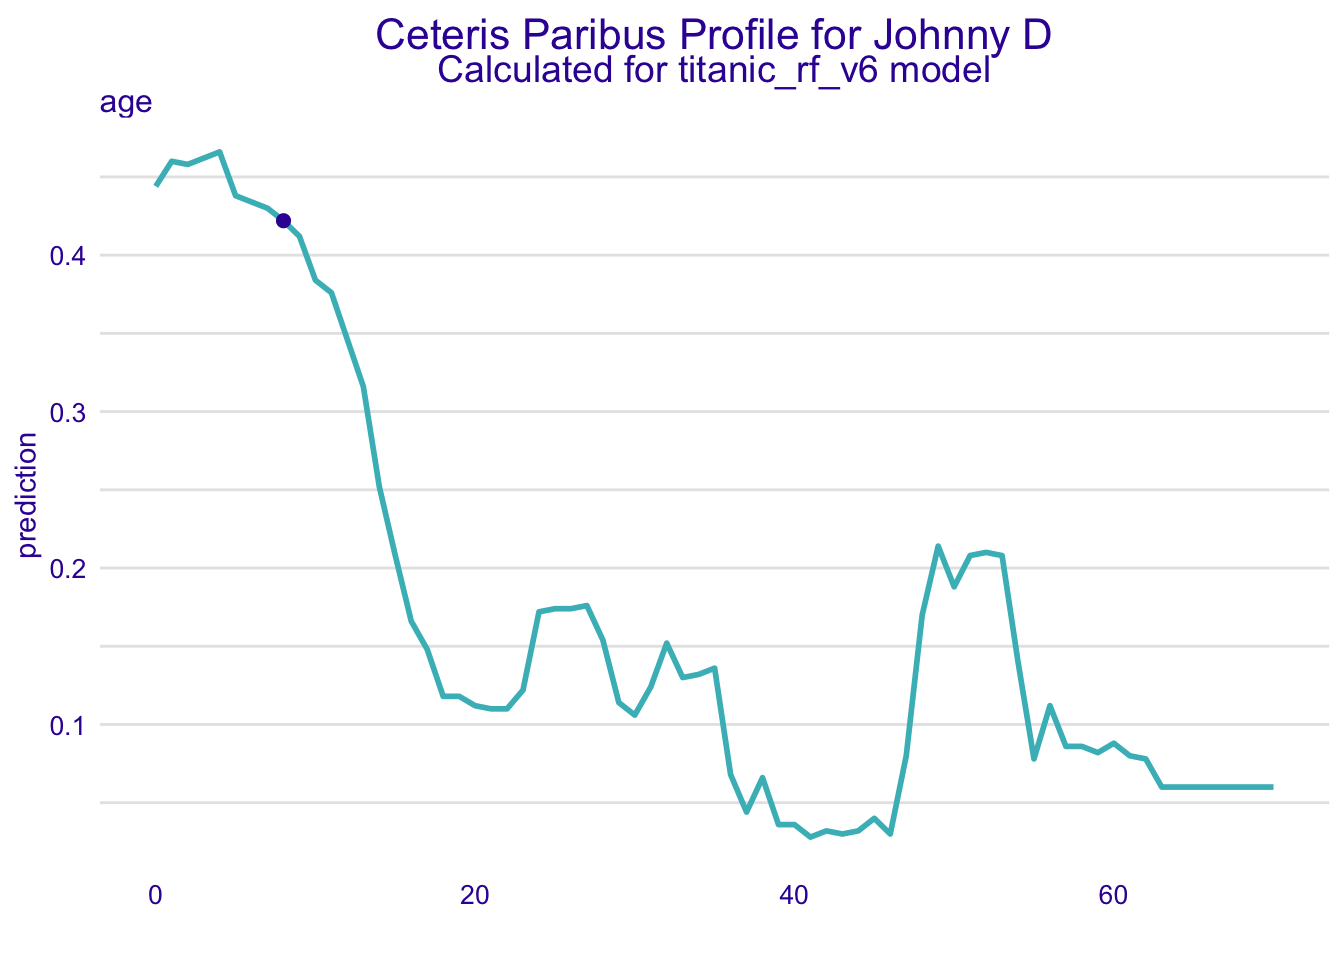 Ceteris Paribus Profile for Johnny D
Calculated for titanic_rf_v6 model
age
0.4
0.3
prediction
0.2
0.1
0 20 40 60